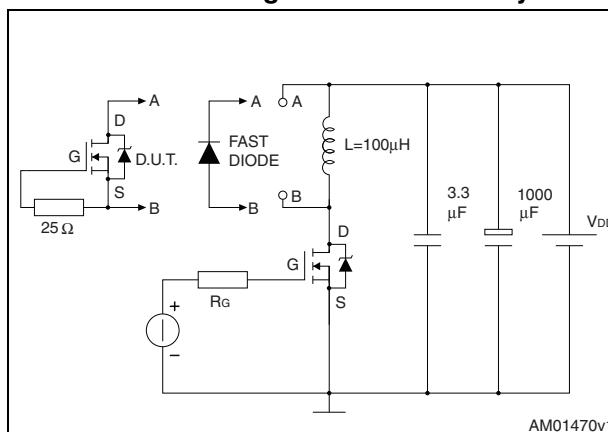 A
A
A
D
G
D.U.T.
S
B
25 Ω
FAST
DIODE
B
L=100μH
B
D
G
S
RG
+
−
3.3
μF
1000
μF
AM01470v1